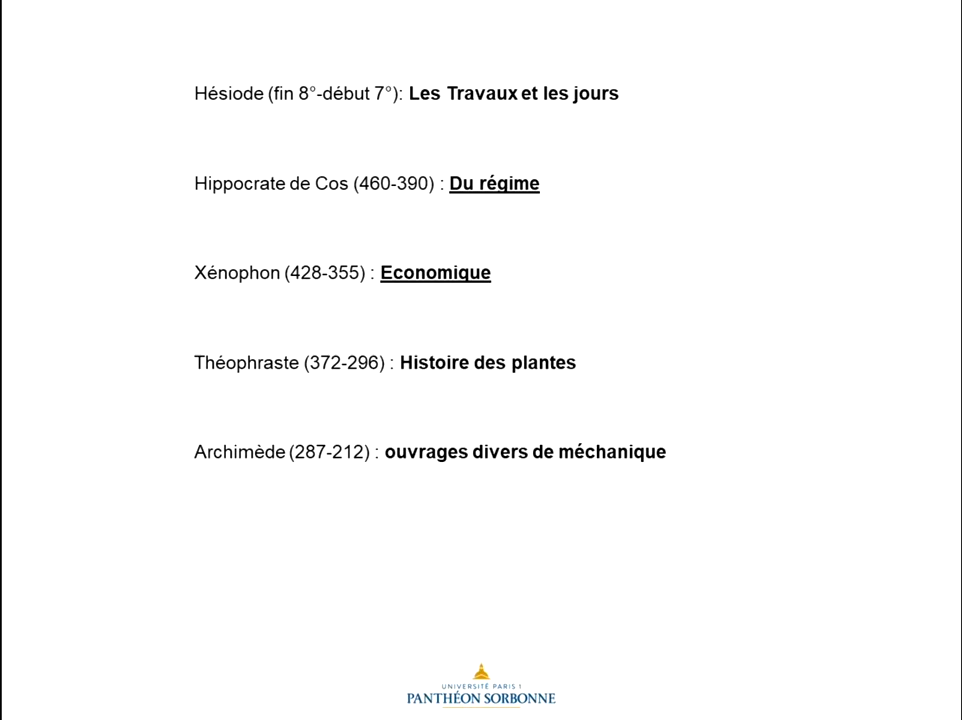 Hésiode (fin 8°-début 7°): Les Travaux et les jours
Hippocrate de Cos (460-390) : Du régime
Xénophon (428-355) : Economique
Théophraste (372-296) : Histoire des plantes
Archimède (287-212) : ouvrages divers de méchanique
UNIVERSITÉ PARIS 1
PANTHÉON SORBONNE